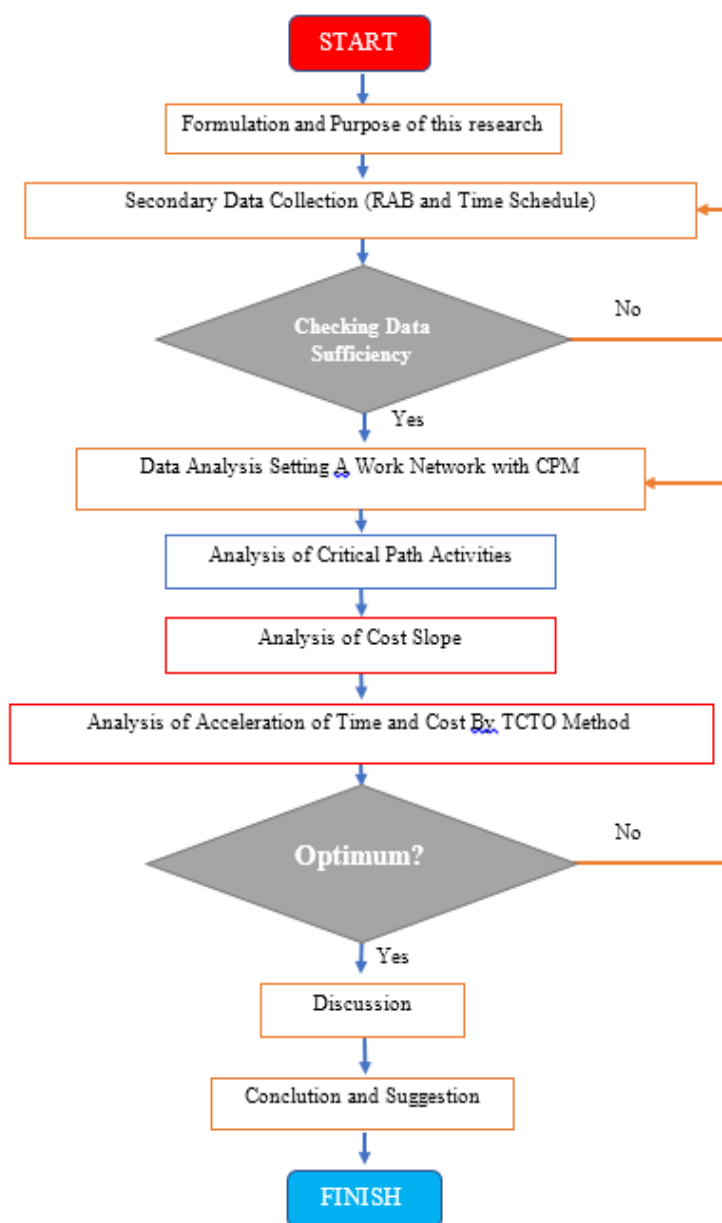 START
Formulation and Purpose of this research
Secondary Data Collection (RAB and Time Schedule)
Checking Data
Sufficiency
No
Yes
Data Analysis Setting A Work Network with CPM
Analysis of Critical Path Activities
Analysis of Cost Slope
Analysis of Acceleration of Time and Cost By TCTO Method
Optimum?
No
Yes
Discussion
Conclution and Suggestion
FINISH